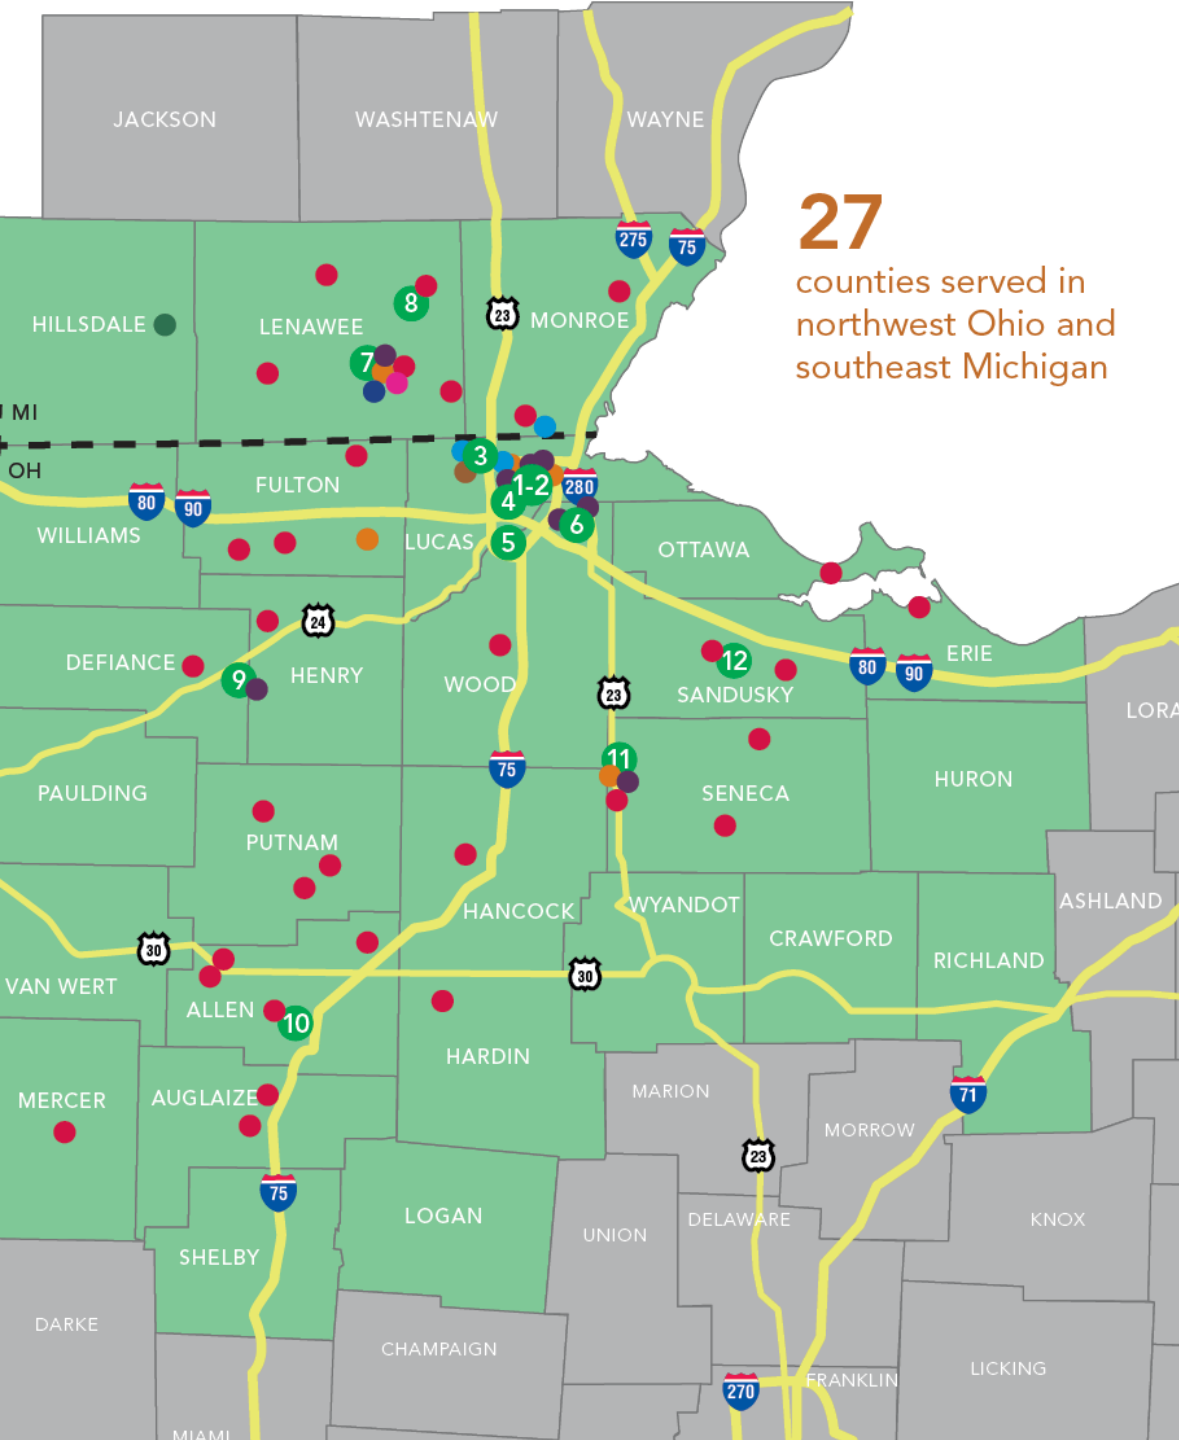 JACKSON
WASHTENAW
WAYNE
27
counties served in
northwest Ohio and
southeast Michigan
275
75
HILLSDALE
LENAWEE
8
23
MONROE
7
MI
OH
3
FULTON
1-2
4
280
80
90
WILLIAMS
LUCAS
5
6
OTTAWA
24
DEFIANCE
9
HENRY
WOOD
12
SANDUSKY
23
80
90
ERIE
LORA
75
11
PAULDING
SENECA
HURON
PUTNAM
HANCOCK
WYANDOT
ASHLAND
CRAWFORD
RICHLAND
30
30
VAN WERT
ALLEN
10
HARDIN
MERCER
AUGLAIZE
MARION
71
MORROW
23
75
LOGAN
UNION
DELAWARE
KNOX
SHELBY
DARKE
CHAMPAIGN
LICKING
270
FRANKLIN
MIAMI